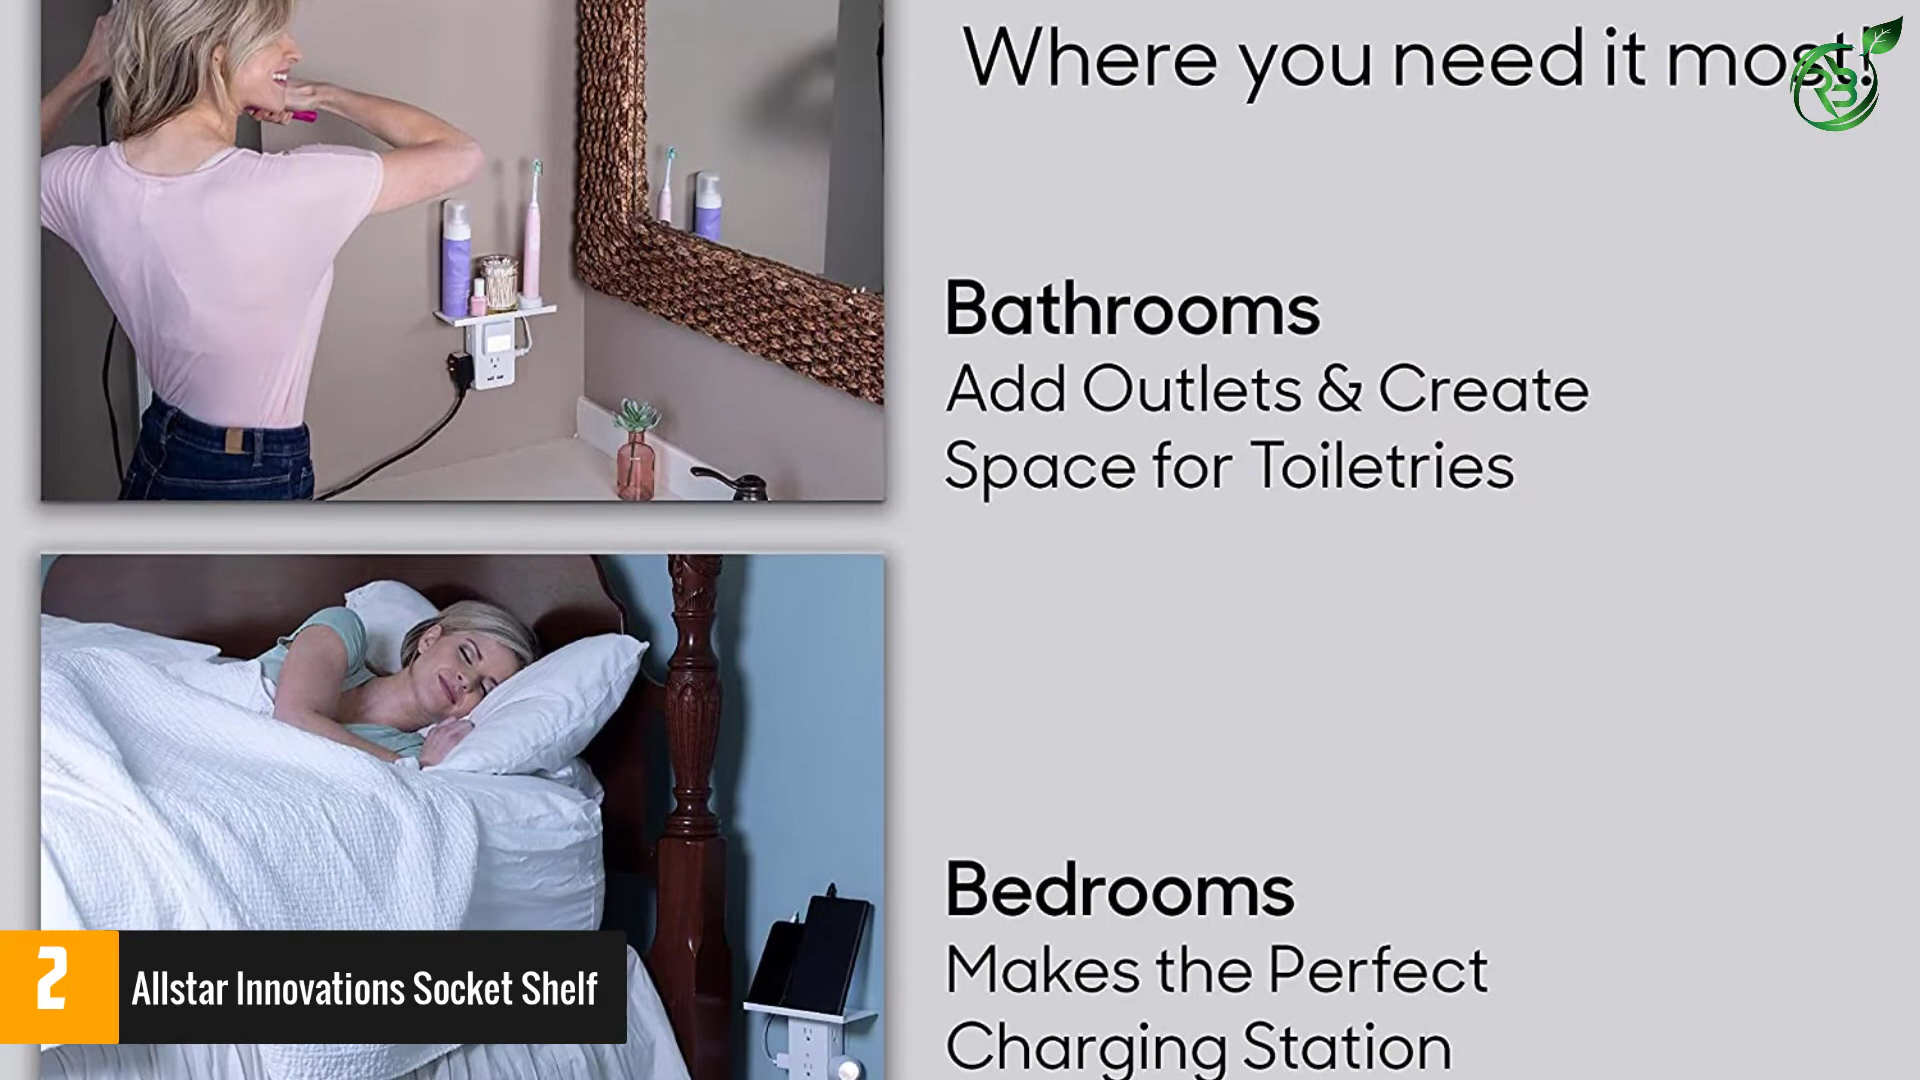 Where you need it most!
RB
Bathrooms
Add Outlets & Create
Space for Toiletries
Bedrooms
Makes the Perfect
Charging Station
2
Allstar Innovations Socket Shelf